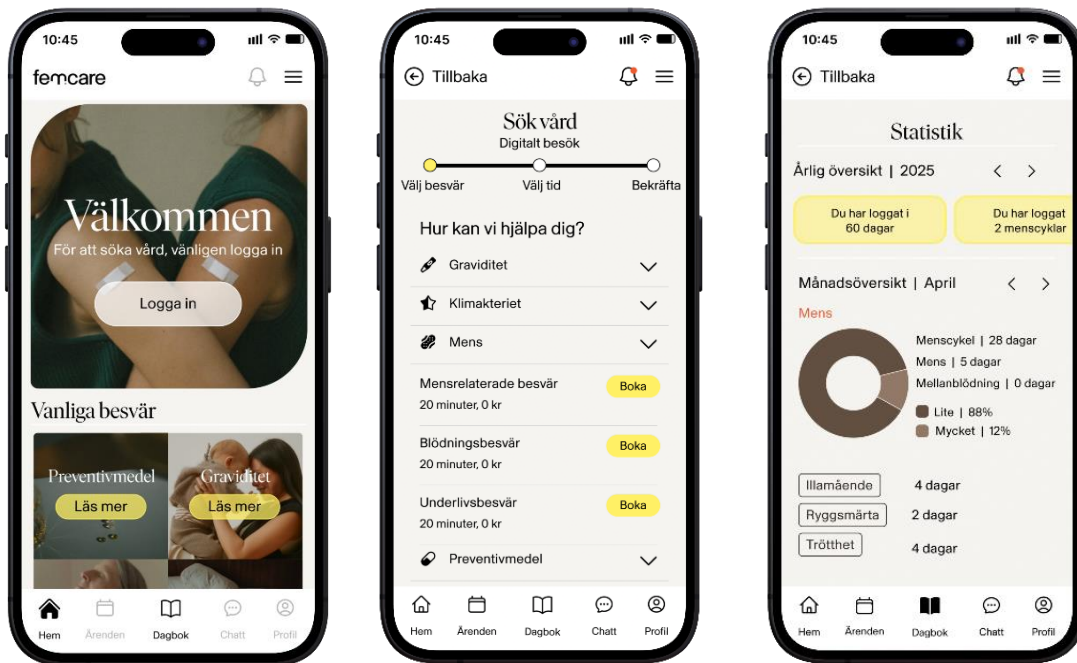 10:45
femcare
Välkommen
För att söka vård, vänligen logga in
Logga in
Vanliga besvär
Preventivmedel
Läs mer
Graviditet
Läs mer
Hem
Ärenden
Dagbok
Chatt
Profil
10:45
Tillbaka
Sök vård
Digitalt besök
Välj besvär
Välj tid
Bekräfta
Hur kan vi hjälpa dig?
Graviditet
Klimakteriet
Mens
Mensrelaterade besvär
20 minuter, 0 kr
Boka
Blödningsbesvär
20 minuter, 0 kr
Boka
Underlivsbesvär
20 minuter, 0 kr
Boka
Preventivmedel
Hem
Ärenden
Dagbok
Chatt
Profil
10:45
Tillbaka
Statistik
Årlig översikt | 2025
Du har loggat i
60 dagar
Du har loggat
2 menscyklar
Månadsöversikt | April
Mens
Menscykel | 28 dagar
Mens | 5 dagar
Mellanblödning | 0 dagar
Lite | 88%
Mycket | 12%
Illamående 4 dagar
Ryggsmärta 2 dagar
Trötthet 4 dagar
Hem
Ärenden
Dagbok
Chatt
Profil